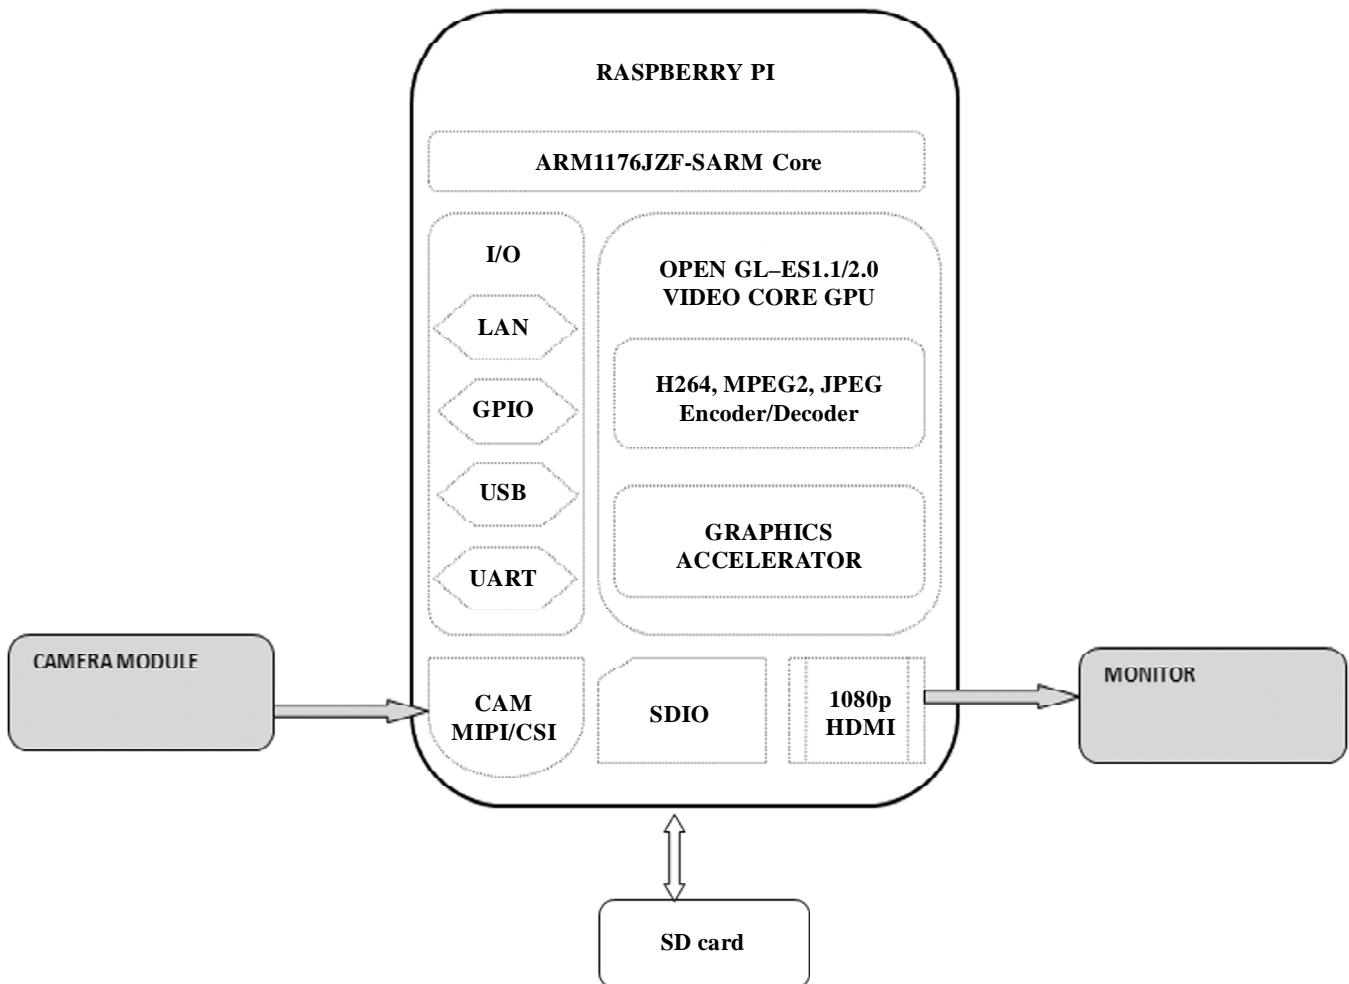 RASPBERRY PI
ARM1176JZF-SARM Core
I/O
LAN
GPIO
USB
UART
OPEN GL–ES1.1/2.0
VIDEO CORE GPU
H264, MPEG2, JPEG
Encoder/Decoder
GRAPHICS
ACCELERATOR
CAMERA MODULE
CAM
MIPI/CSI
SDIO
1080p
HDMI
MONITOR
SD card